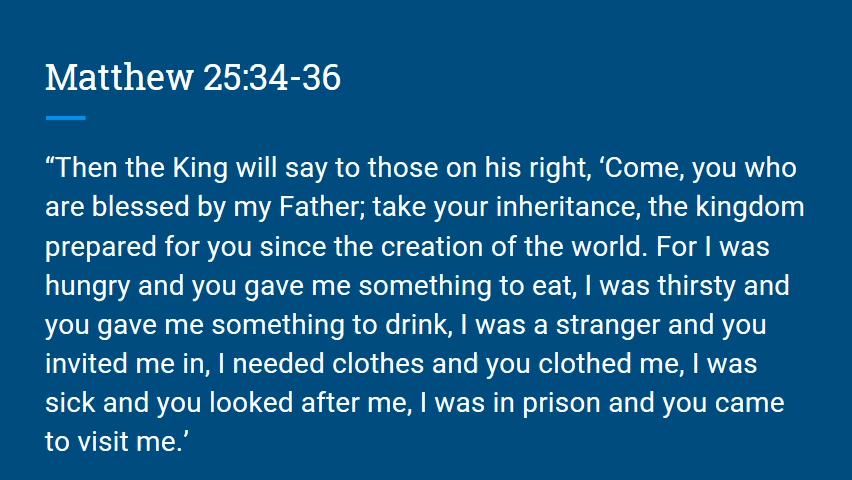 Matthew 25:34-36
“Then the King will say to those on his right, ‘Come, you who
are blessed by my Father; take your inheritance, the kingdom
prepared for you since the creation of the world. For I was
hungry and you gave me something to eat, I was thirsty and
you gave me something to drink, I was a stranger and you
invited me in, I needed clothes and you clothed me, I was
sick and you looked after me, I was in prison and you came
to visit me.’